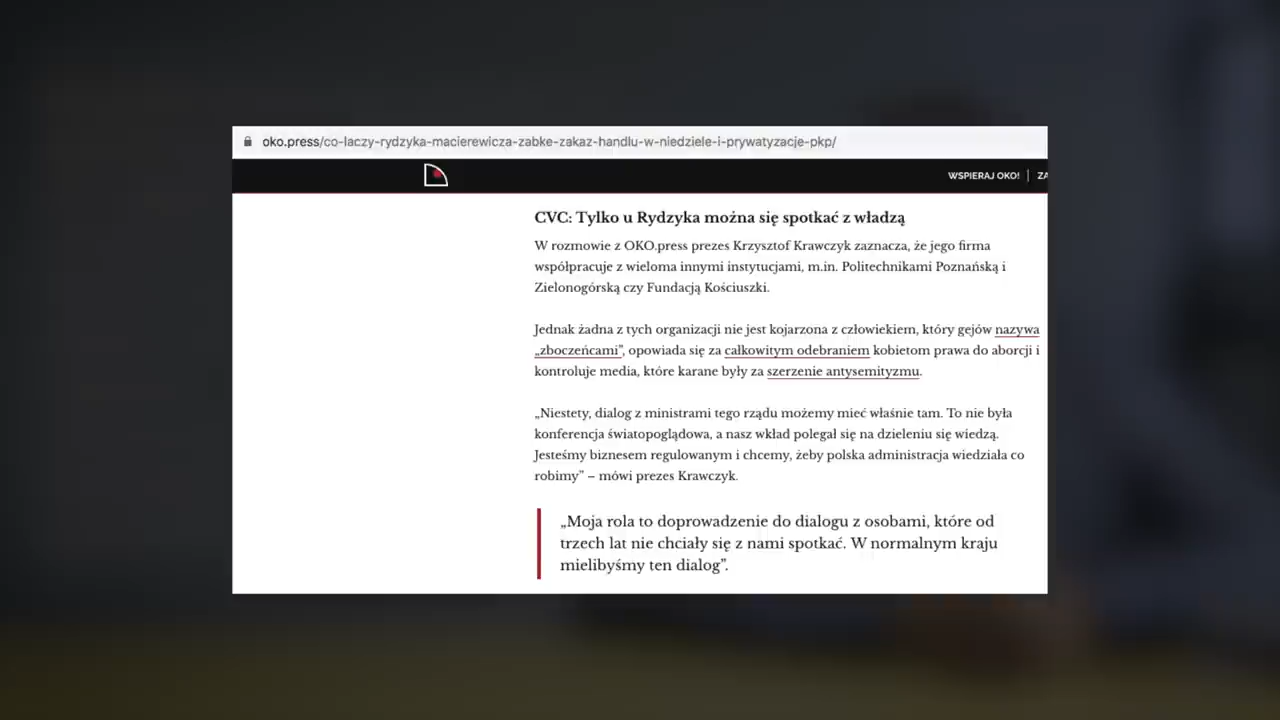 oko.press/co-laczy-rydzyka-macierewicza-zabke-zakaz-handlu-w-niedziele-i-prywatyzacje-pkp/
WSPIERAJ OKO! | ZA
CVC: Tylko u Rydzyka można się spotkać z władzą
W rozmowie z OKO.press prezes Krzysztof Krawczyk zaznacza, że jego firma
współpracuje z wieloma innymi instytucjami, m.in. Politechnikami Poznańską i
Zielonogórską czy Fundacją Kościuszki.
Jednak żadna z tych organizacji nie jest kojarzona z człowiekiem, który gejów nazywa
„zboczeńcami”, opowiada się za całkowitym odebraniem kobietom prawa do aborcji i
kontroluje media, które karane były za szerzenie antysemityzmu.
„Niestety, dialog z ministrami tego rządu możemy mieć właśnie tam. To nie była
konferencja światopoglądowa, a nasz wkład polegał się na dzieleniu się wiedzą.
Jesteśmy biznesem regulowanym i chcemy, żeby polska administracja wiedziała co
robimy” – mówi prezes Krawczyk.
„Moja rola to doprowadzenie do dialogu z osobami, które od
trzech lat nie chciały się z nami spotkać. W normalnym kraju
mielibyśmy ten dialog”.